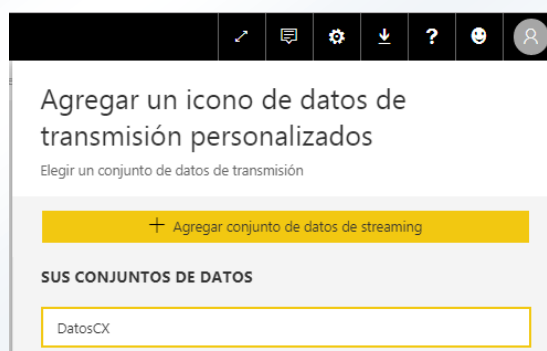 ?
Agregar un icono de datos de
transmisión personalizados
Elegir un conjunto de datos de transmisión
+ Agregar conjunto de datos de streaming
SUS CONJUNTOS DE DATOS
DatosCX